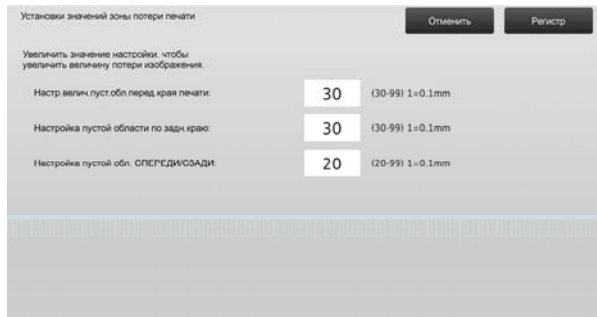 Установки значений зоны потери печати
Отменить
Регистр
Увеличить значение настройки, чтобы
увеличить величину потери изображения.
Настр.велич.пуст.обл.перед.края печати: 30 (30-99) 1=0.1mm
Настройка пустой области по задн.краю: 30 (30-99) 1=0.1mm
Настройка пустой обл. СПЕРЕДИ/СЗАДИ: 20 (20-99) 1=0.1mm